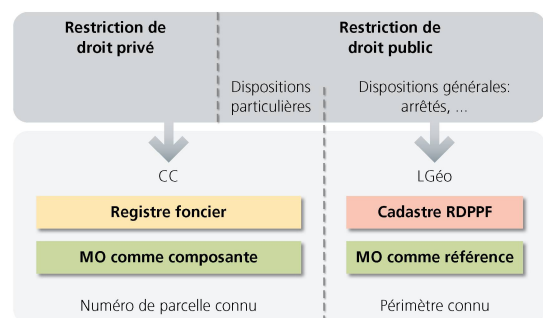 Restriction de
droit privé
Restriction de
droit public
Dispositions
particulières
Dispositions générales:
arrêtés, ...
CC
LGéo
Registre foncier
Cadastre RDPPF
MO comme composante
MO comme référence
Numéro de parcelle connu
Périmètre connu